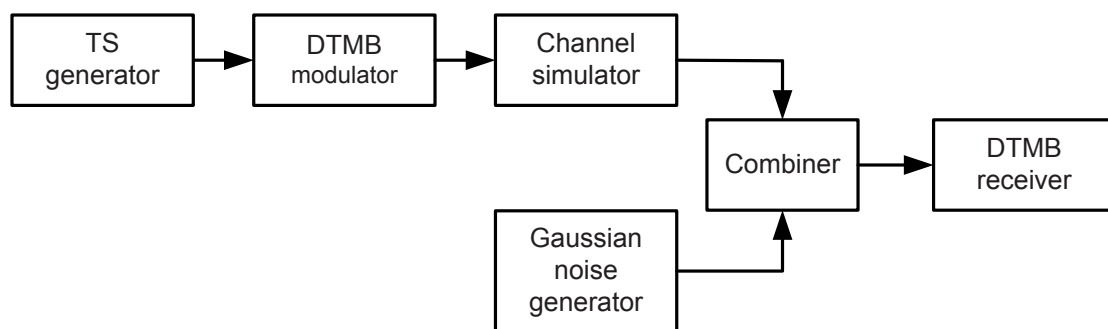 TS
generator
DTMB
modulator
Channel
simulator
Combiner
DTMB
receiver
Gaussian
noise
generator